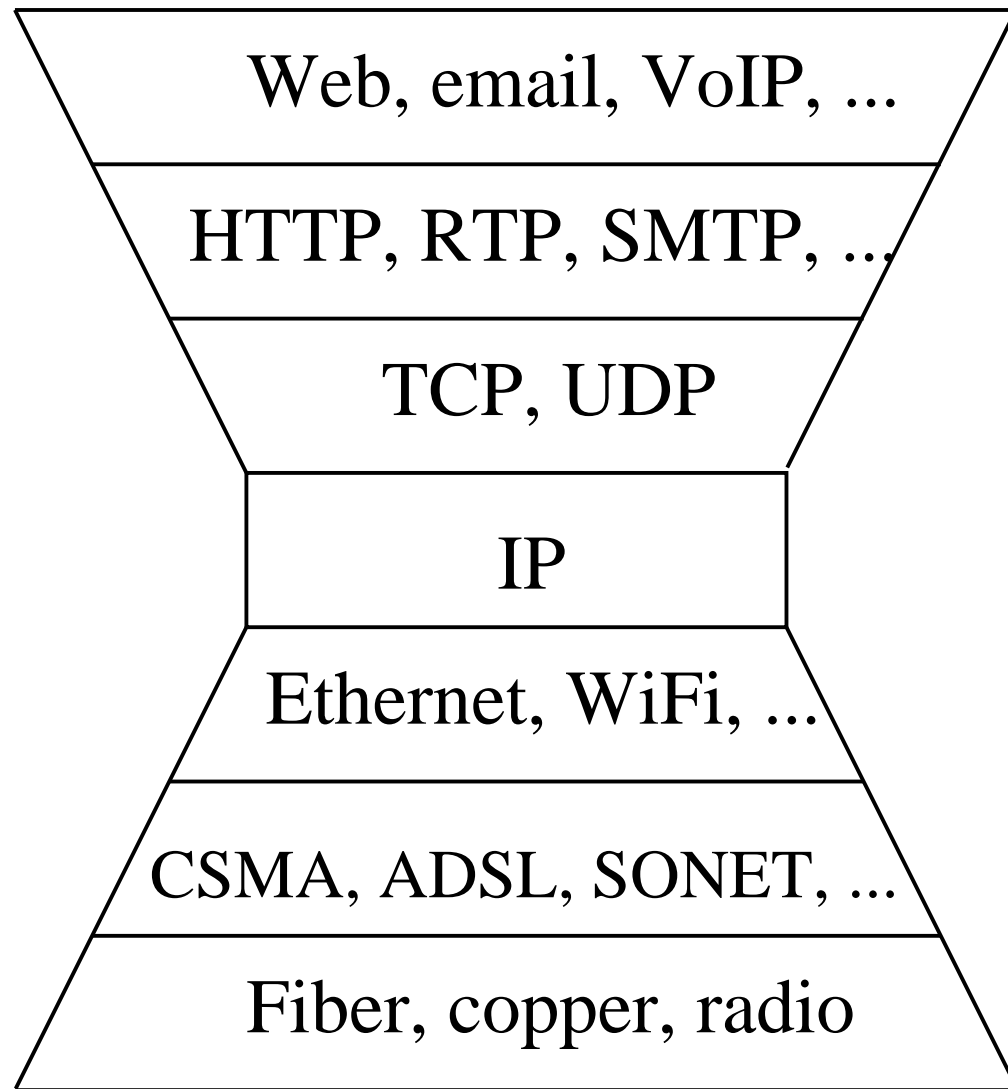 Web, email, VoIP, ...
HTTP, RTP, SMTP, ...
TCP, UDP
IP
Ethernet, WiFi, ...
CSMA, ADSL, SONET, ...
Fiber, copper, radio